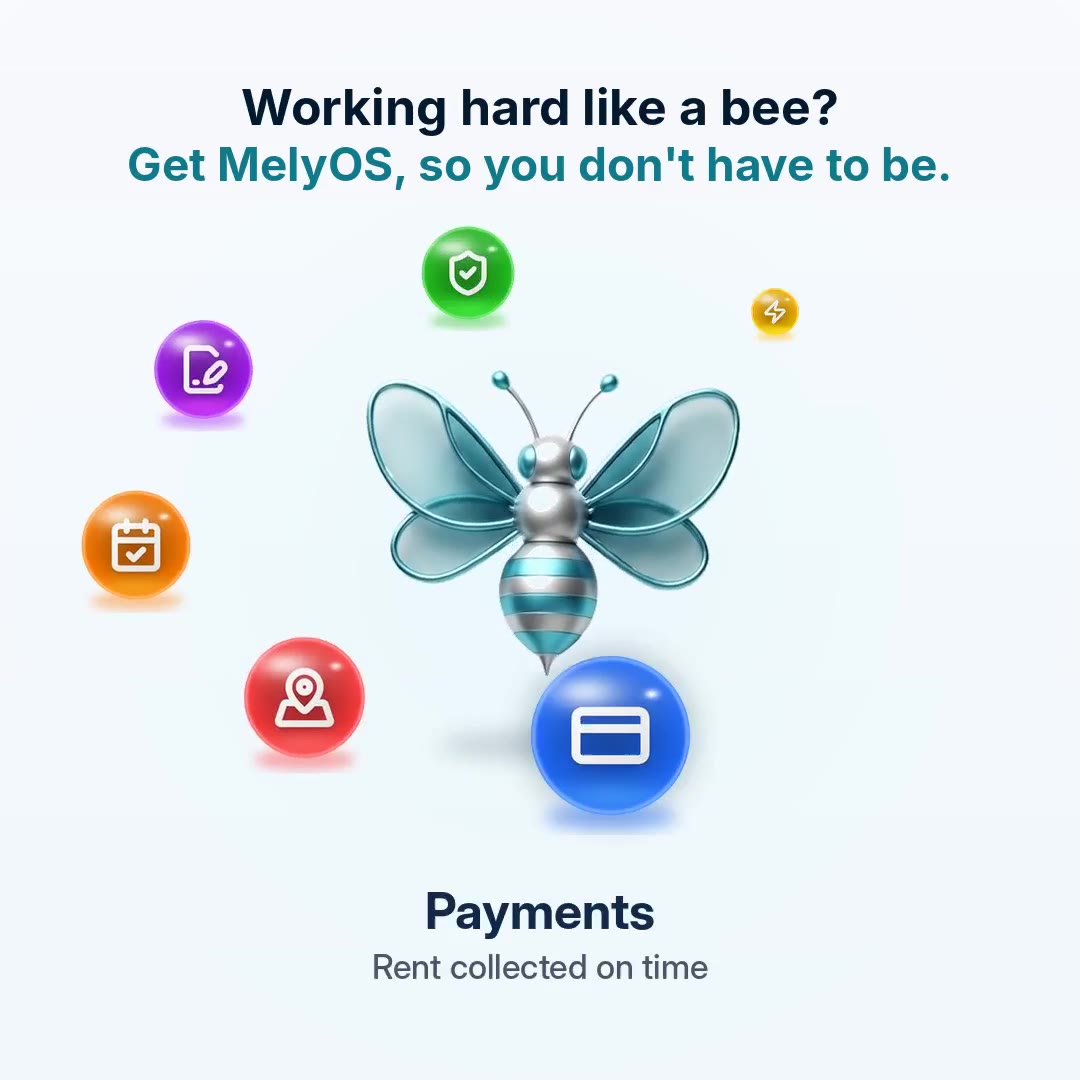 Working hard like a bee?
Get MelyOS, so you don't have to be.
Payments
Rent collected on time